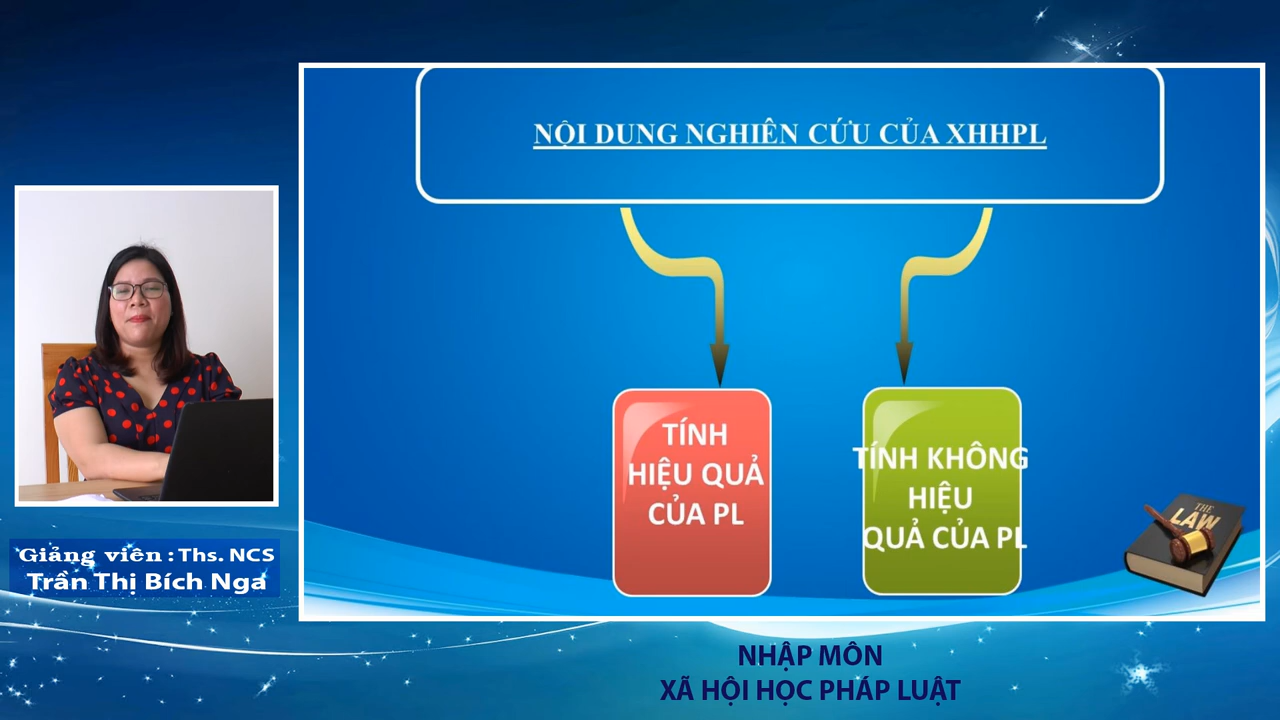 NỘI DUNG NGHIÊN CỨU CỦA XHHPL
TÍNH
HIỆU QUẢ
CỦA PL
TÍNH KHÔNG
HIỆU
QUẢ CỦA PL
THE
LAW
Giảng viên : Ths. NCS
Trần Thị Bích Nga
NHẬP MÔN
XÃ HỘI HỌC PHÁP LUẬT